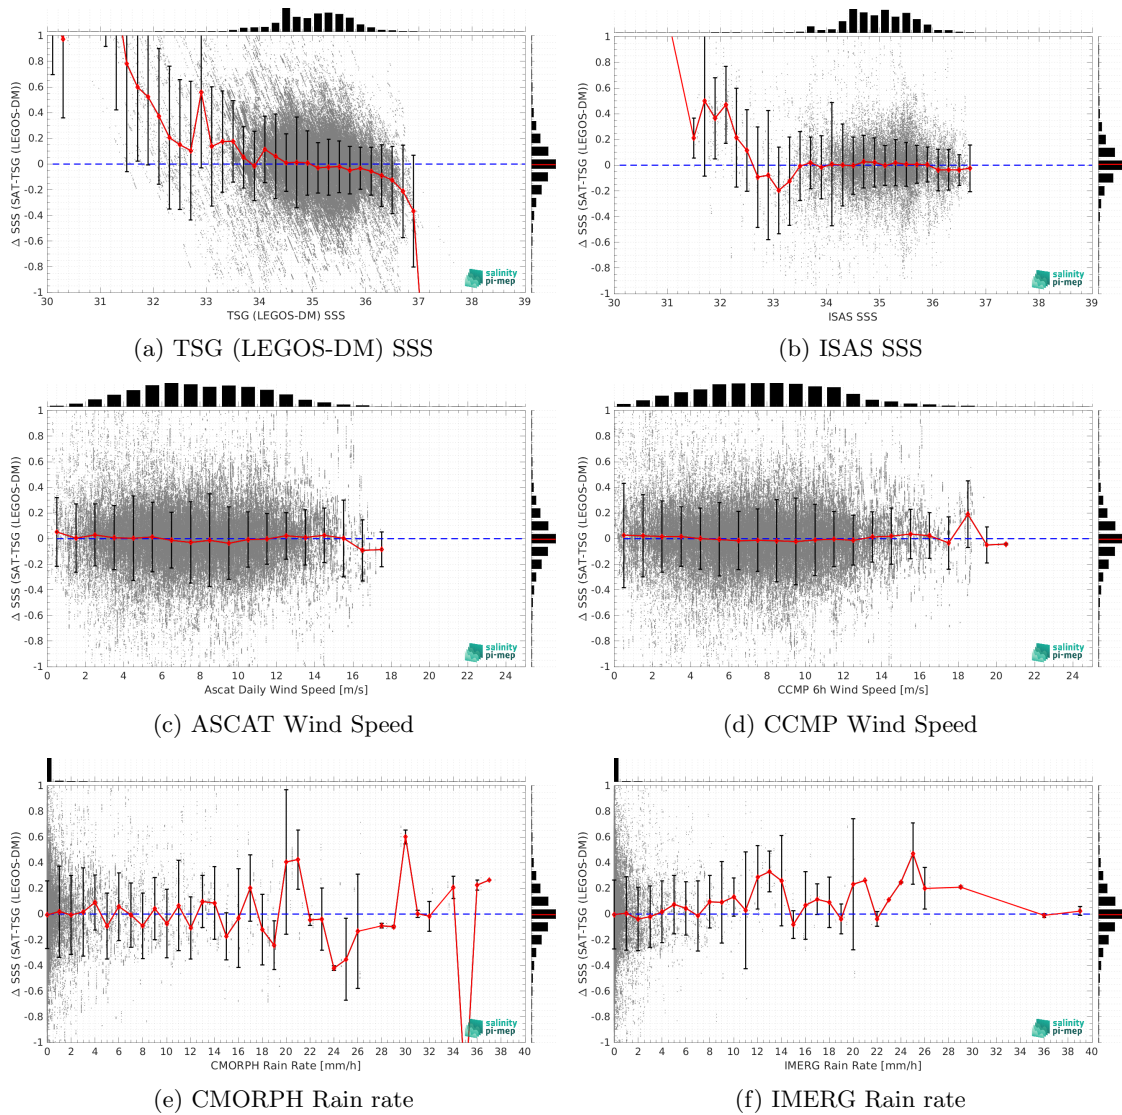 Δ SSS (SAT-TSG (LEGOS-DM))
1
0.8
0.6
0.4
0.2
0
-0.2
-0.4
-0.6
-0.8
-1
30 31 32 33 34 35 36 37 38 39
TSG (LEGOS-DM) SSS
salinity
pi-mep
(a) TSG (LEGOS-DM) SSS
Δ SSS (SAT-TSG (LEGOS-DM))
1
0.8
0.6
0.4
0.2
0
-0.2
-0.4
-0.6
-0.8
-1
30 31 32 33 34 35 36 37 38 39
ISAS SSS
salinity
pi-mep
(b) ISAS SSS
Δ SSS (SAT-TSG (LEGOS-DM))
1
0.8
0.6
0.4
0.2
0
-0.2
-0.4
-0.6
-0.8
-1
0 2 4 6 8 10 12 14 16 18 20 22 24
Ascat Daily Wind Speed [m/s]
salinity
pi-mep
(c) ASCAT Wind Speed
Δ SSS (SAT-TSG (LEGOS-DM))
1
0.8
0.6
0.4
0.2
0
-0.2
-0.4
-0.6
-0.8
-1
0 2 4 6 8 10 12 14 16 18 20 22 24
CCMP 6h Wind Speed [m/s]
salinity
pi-mep
(d) CCMP Wind Speed
Δ SSS (SAT-TSG (LEGOS-DM))
1
0.8
0.6
0.4
0.2
0
-0.2
-0.4
-0.6
-0.8
-1
0 2 4 6 8 10 12 14 16 18 20 22 24 26 28 30 32 34 36 38 40
CMORPH Rain Rate [mm/h]
salinity
pi-mep
(e) CMORPH Rain rate
Δ SSS (SAT-TSG (LEGOS-DM))
1
0.8
0.6
0.4
0.2
0
-0.2
-0.4
-0.6
-0.8
-1
0 2 4 6 8 10 12 14 16 18 20 22 24 26 28 30 32 34 36 38 40
IMERG Rain Rate [mm/h]
salinity
pi-mep
(f) IMERG Rain rate